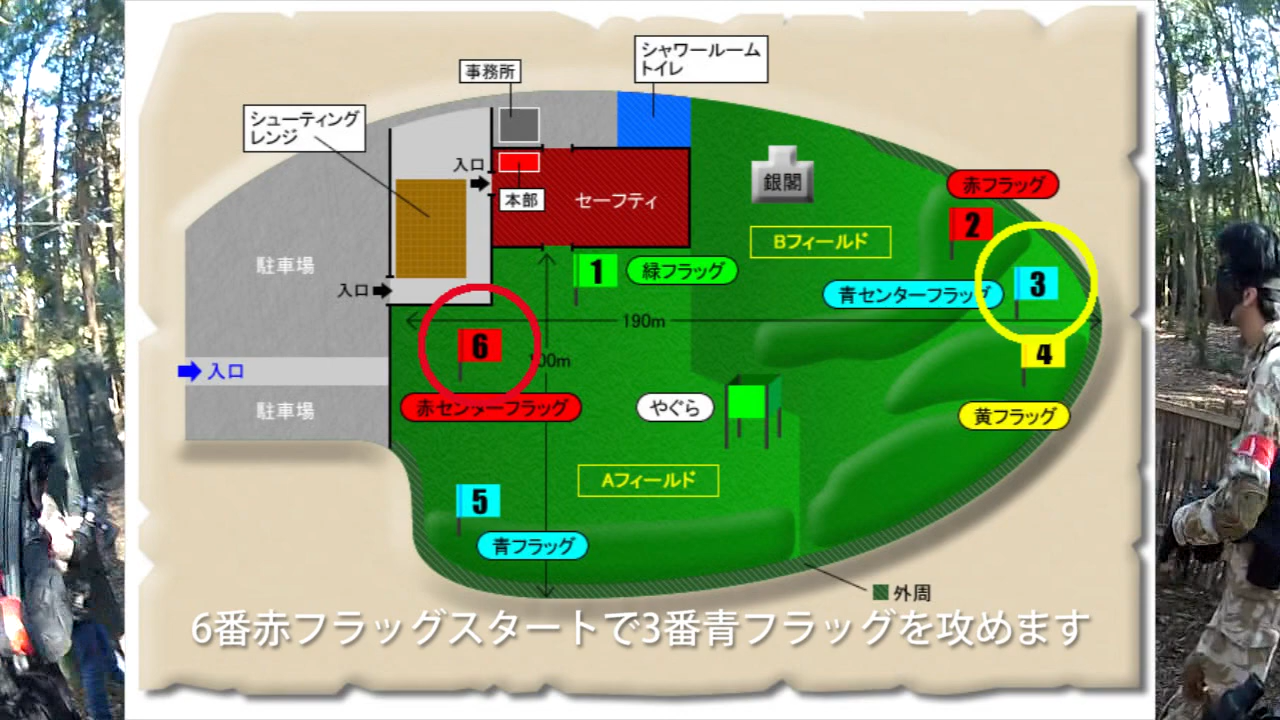 シャワールーム
トイレ
事務所
シューティング
レンジ
入口
本部
セーフティ
銀閣
赤フラッグ
2
Bフィールド
1
緑フラッグ
駐車場
入口
青センターフラッグ
3
190m
6
100m
4
入口
赤センターフラッグ
やぐら
黄フラッグ
駐車場
Aフィールド
5
青フラッグ
外周
6番赤フラッグスタートで3番青フラッグを攻めます